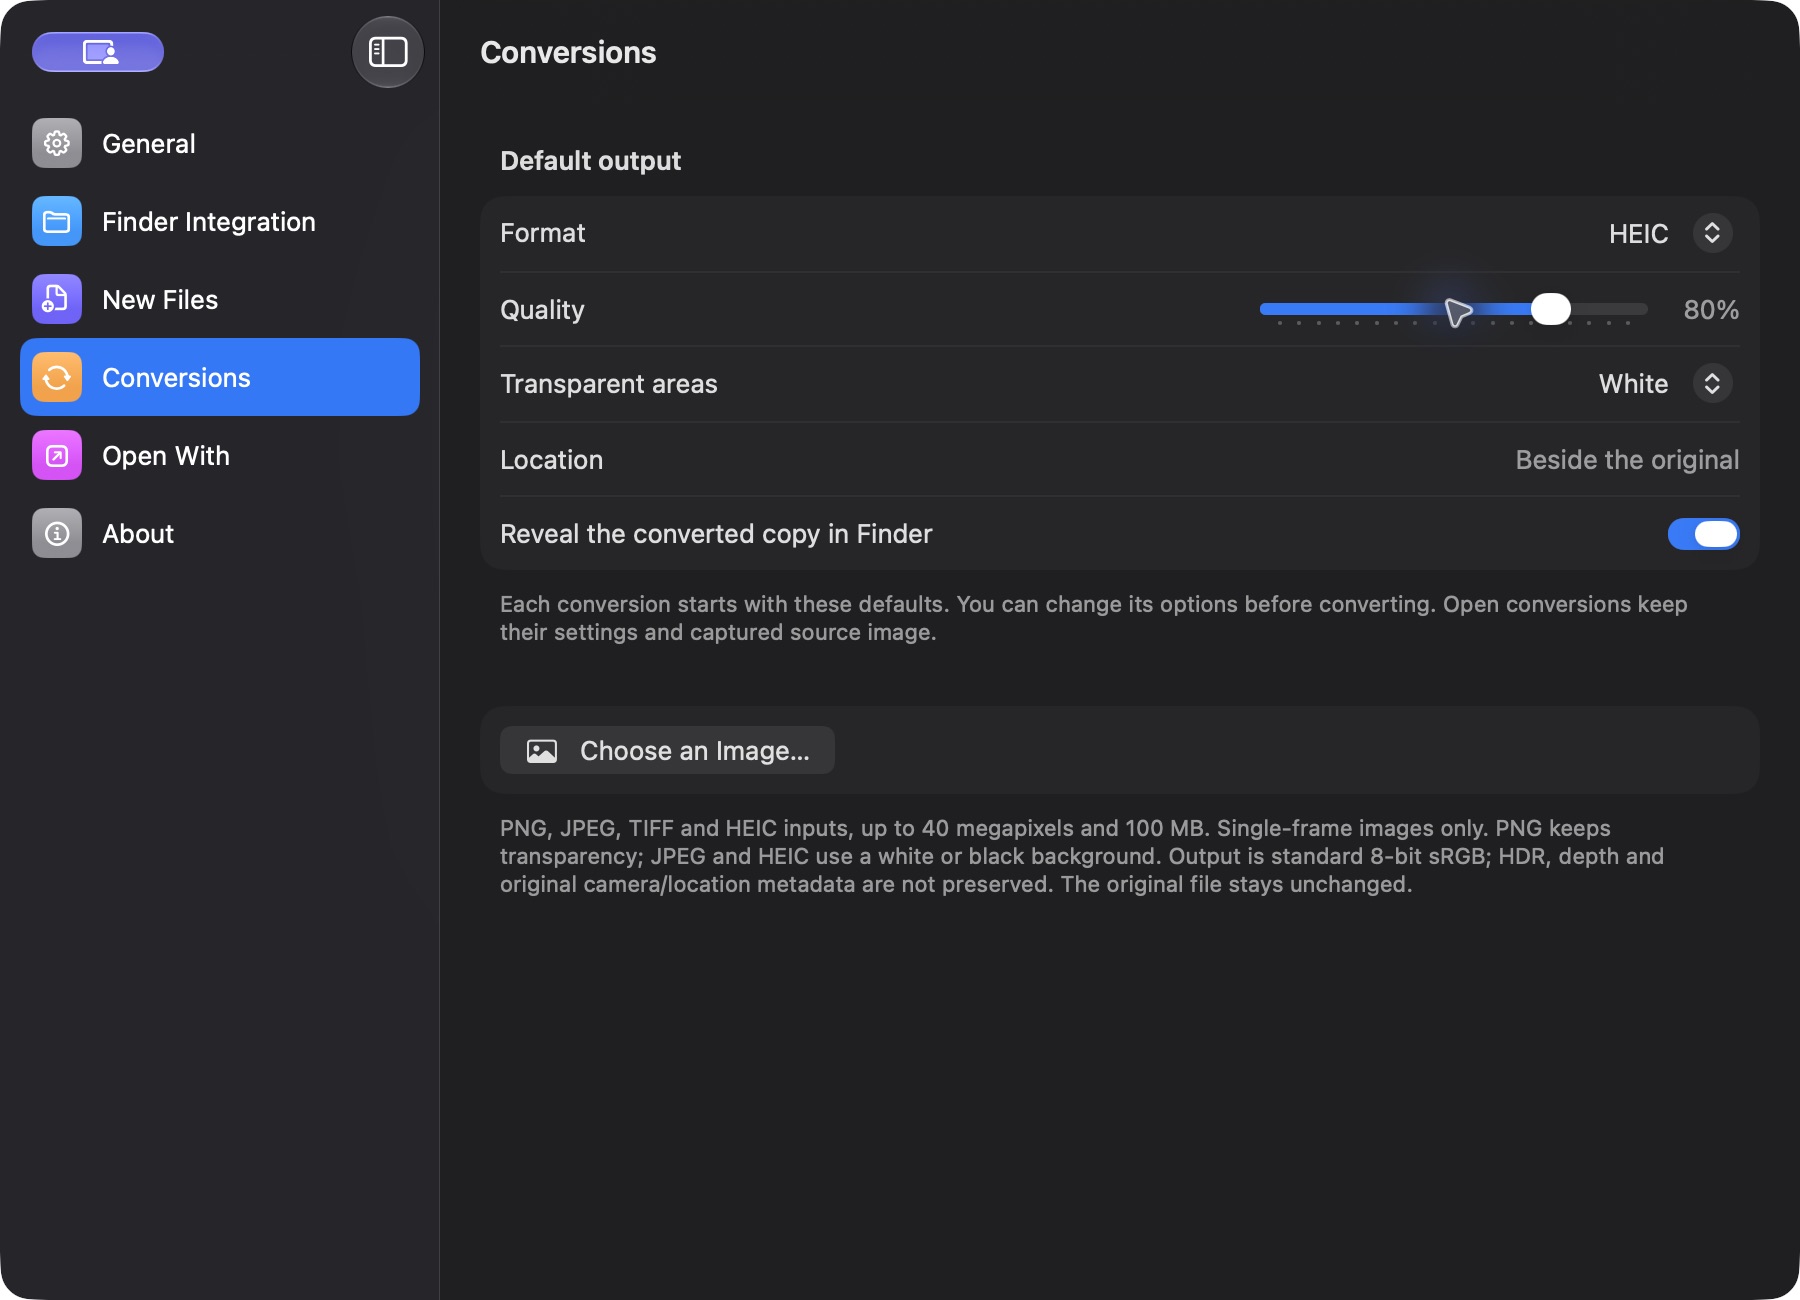 Conversions
General
Finder Integration
New Files
Conversions
Open With
About
Default output
Format HEIC
Quality 80%
Transparent areas White
Location Beside the original
Reveal the converted copy in Finder
Each conversion starts with these defaults. You can change its options before converting. Open conversions keep
their settings and captured source image.
Choose an Image...
PNG, JPEG, TIFF and HEIC inputs, up to 40 megapixels and 100 MB. Single-frame images only. PNG keeps
transparency; JPEG and HEIC use a white or black background. Output is standard 8-bit sRGB; HDR, depth and
original camera/location metadata are not preserved. The original file stays unchanged.